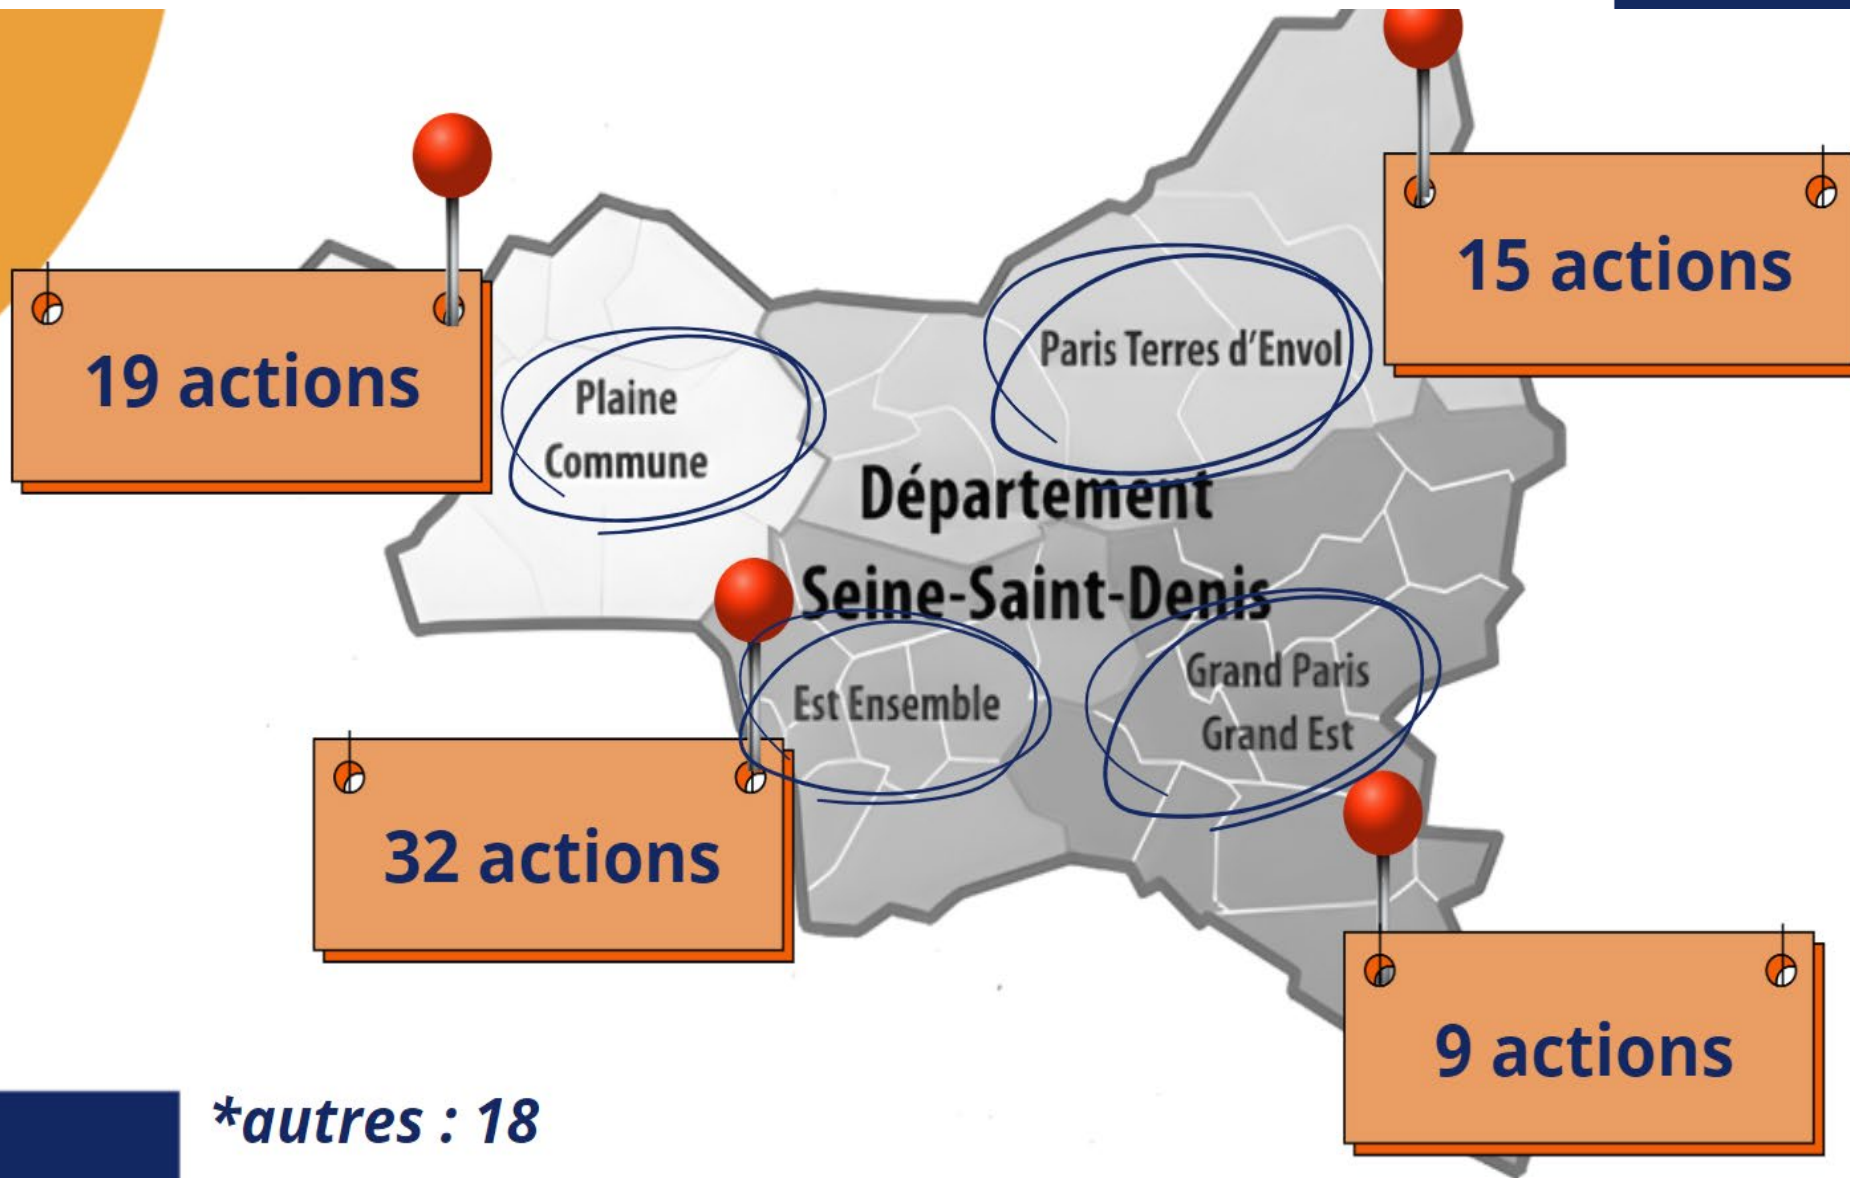 15 actions
19 actions
Paris Terres d'Envol
Plaine
Commune
Département
Seine-Saint-Denis
Est Ensemble
Grand Paris
Grand Est
32 actions
9 actions
*autres : 18